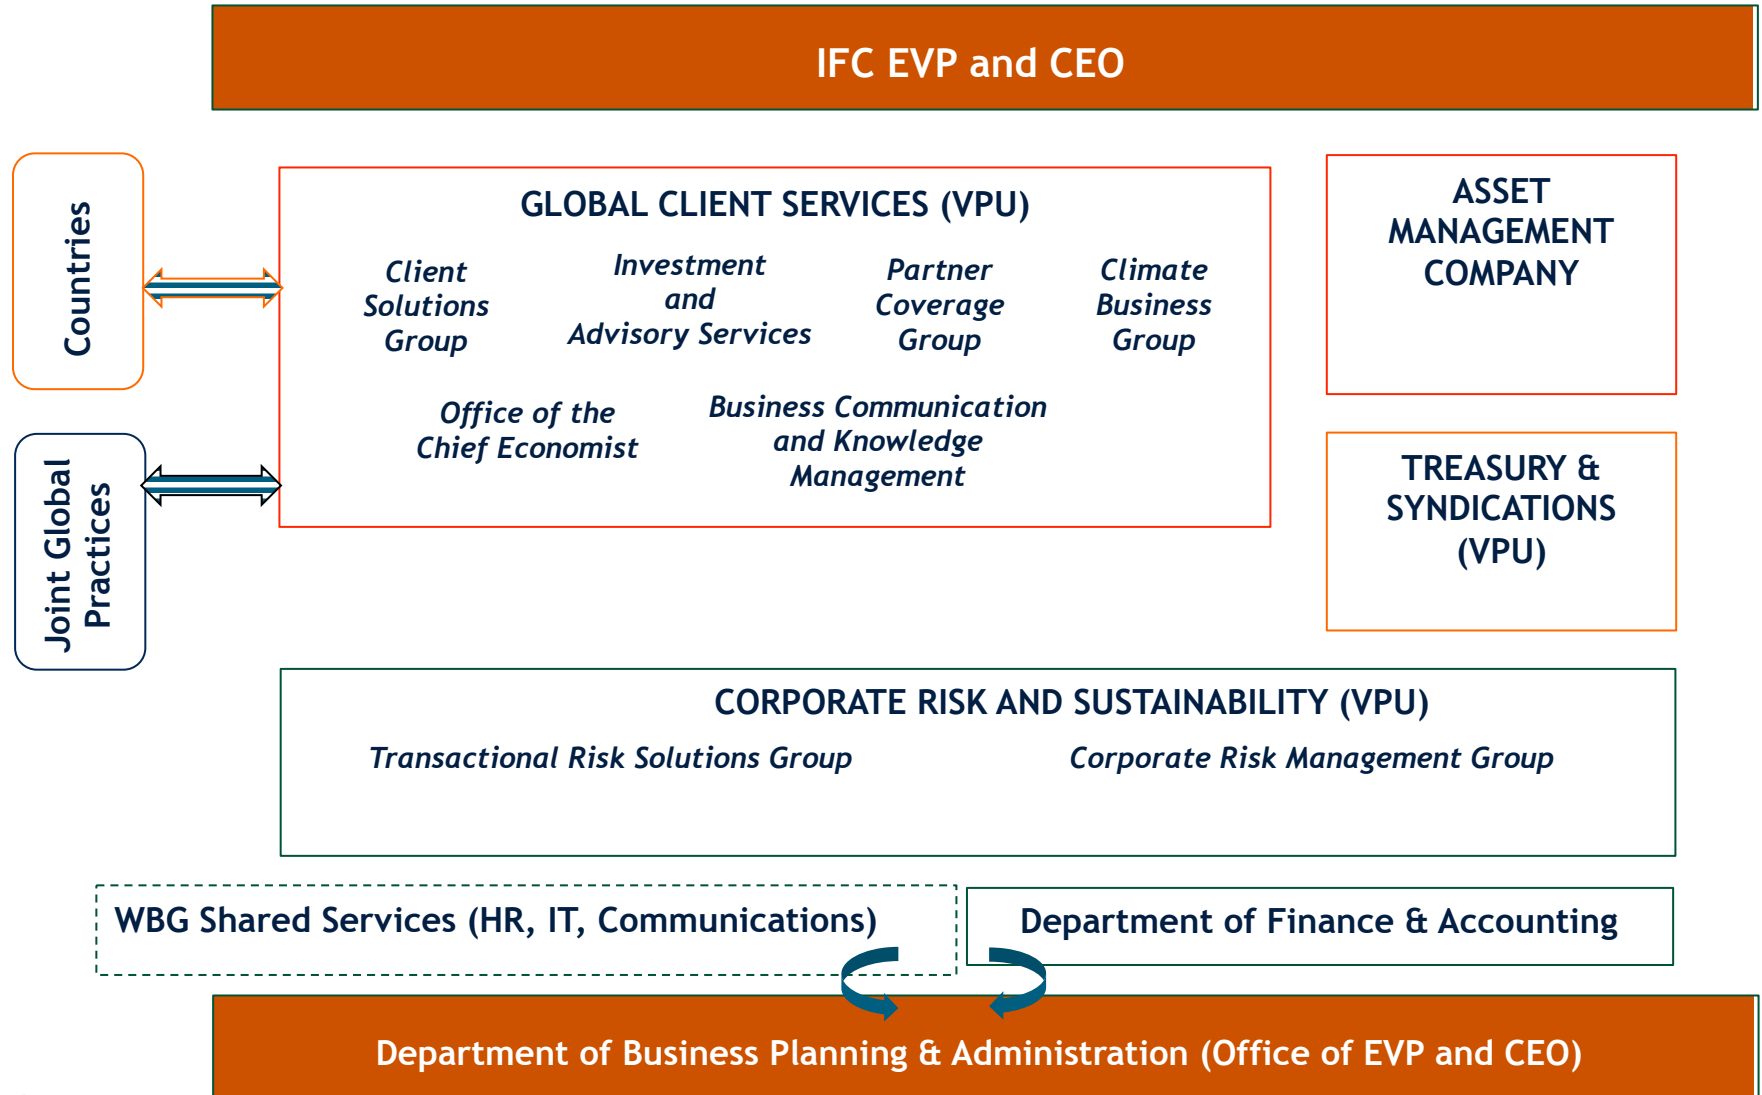 IFC EVP and CEO
Countries
GLOBAL CLIENT SERVICES (VPU)
Client
Solutions
Group
Investment
and
Advisory Services
Partner
Coverage
Group
Climate
Business
Group
Office of the
Chief Economist
Business Communication
and Knowledge
Management
ASSET
MANAGEMENT
COMPANY
Joint Global
Practices
TREASURY &
SYNDICATIONS
(VPU)
CORPORATE RISK AND SUSTAINABILITY (VPU)
Transactional Risk Solutions Group
Corporate Risk Management Group
WBG Shared Services (HR, IT, Communications)
Department of Finance & Accounting
Department of Business Planning & Administration (Office of EVP and CEO)